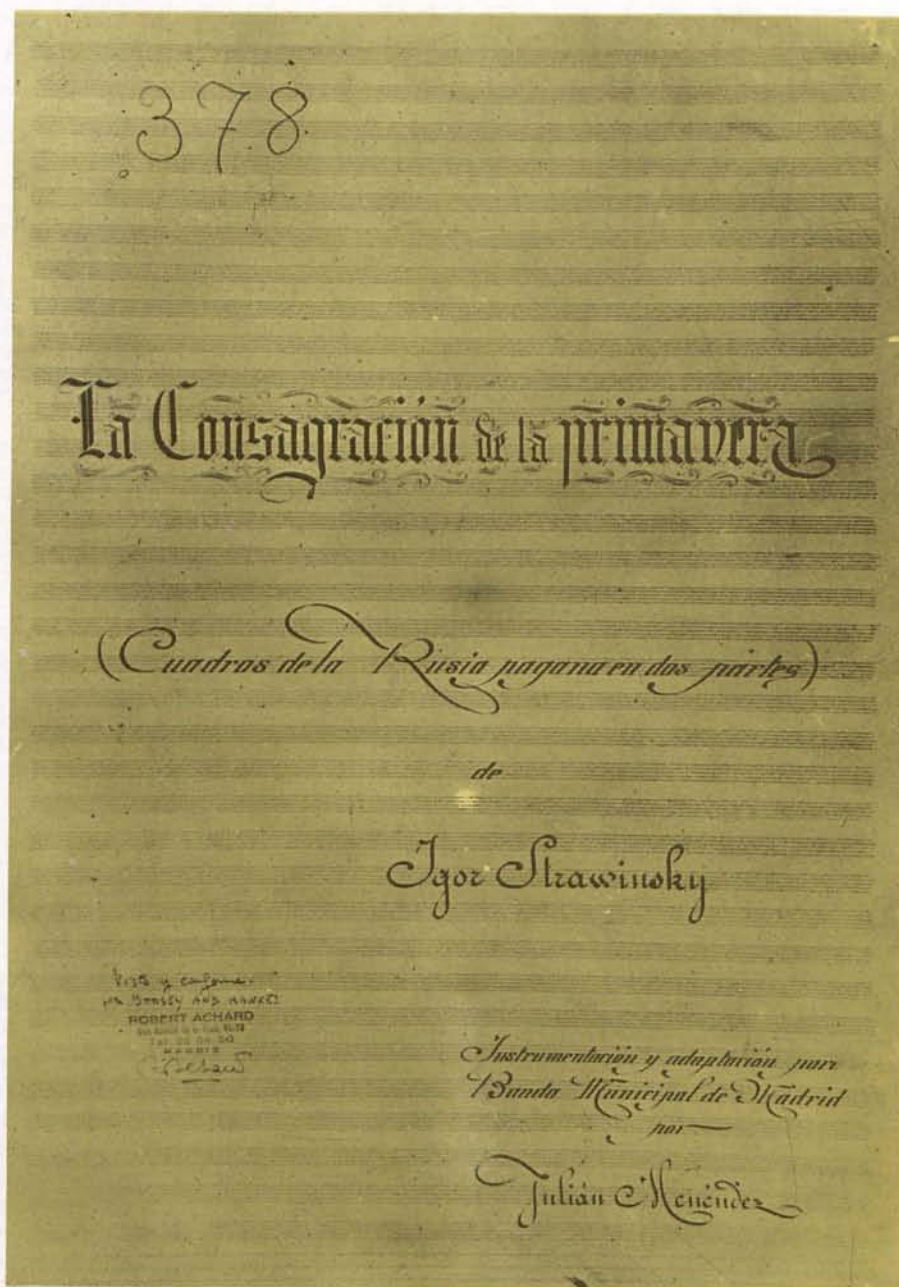 378
La Consagración de la primavera
(Cuadros de la Rusia pagana en dos partes)
de
Igor Strawinsky
Visto y conforme.
BOOSEY AND HAWKES
ROBERT ACHARD
MADRID
Instrumentación y adaptación para
Banda Municipal de Madrid
por
Julián Menéndez